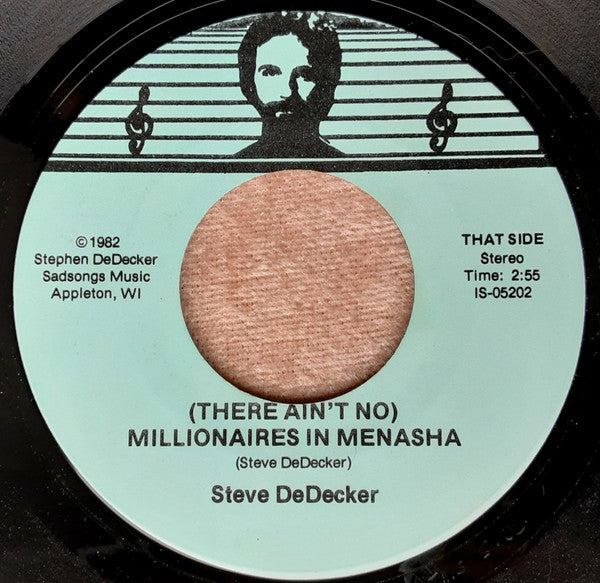 ©1982
Stephen DeDecker
Sadsongs Music
Appleton, WI
THAT SIDE
Stereo
Time: 2:55
IS-05202
(THERE AIN'T NO)
MILLIONAIRES IN MENASHA
(Steve DeDecker)
Steve DeDecker